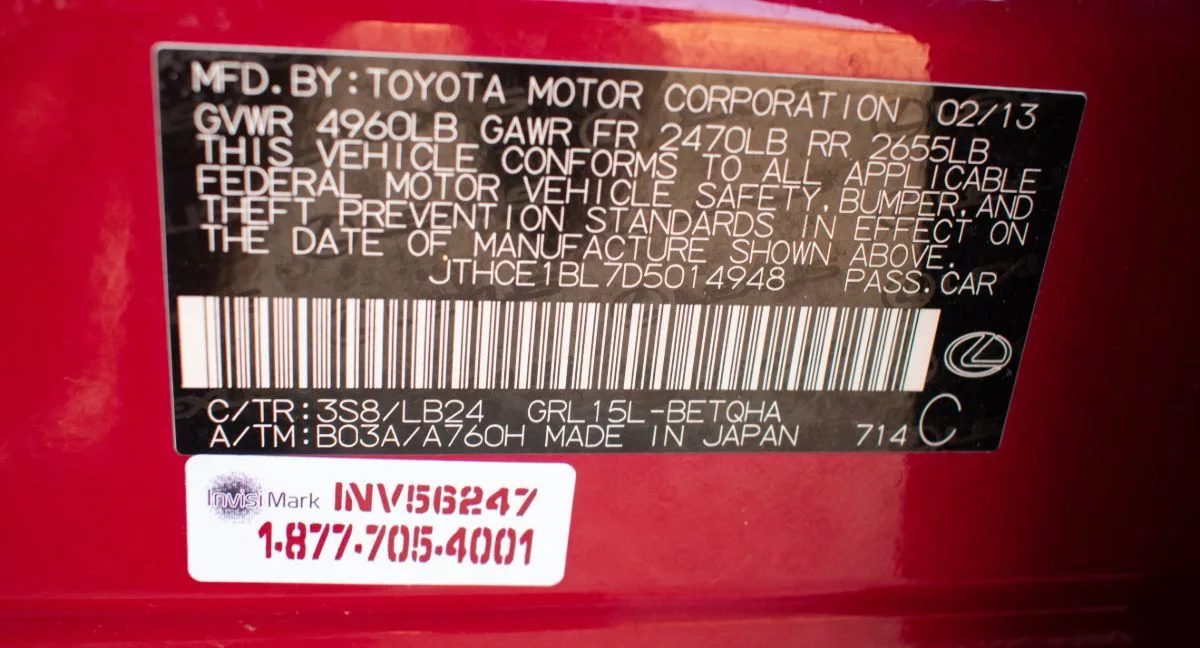 MFD. BY: TOYOTA MOTOR CORPORATION 02/13
GVWR 4960LB GAWR FR 2470LB RR 2655LB
THIS VEHICLE CONFORMS TO ALL APPLICABLE
FEDERAL MOTOR VEHICLE SAFETY, BUMPER, AND
THEFT PREVENTION STANDARDS IN EFFECT ON
THE DATE OF MANUFACTURE SHOWN ABOVE.
JTHCE1BL7D5014948 PASS. CAR
C/TR: 3S8/LB24 GRL15L-BETQHA
A/TM: B03A/A760H MADE IN JAPAN 714 C
InvisiMark INV56247
1-877-705-4001